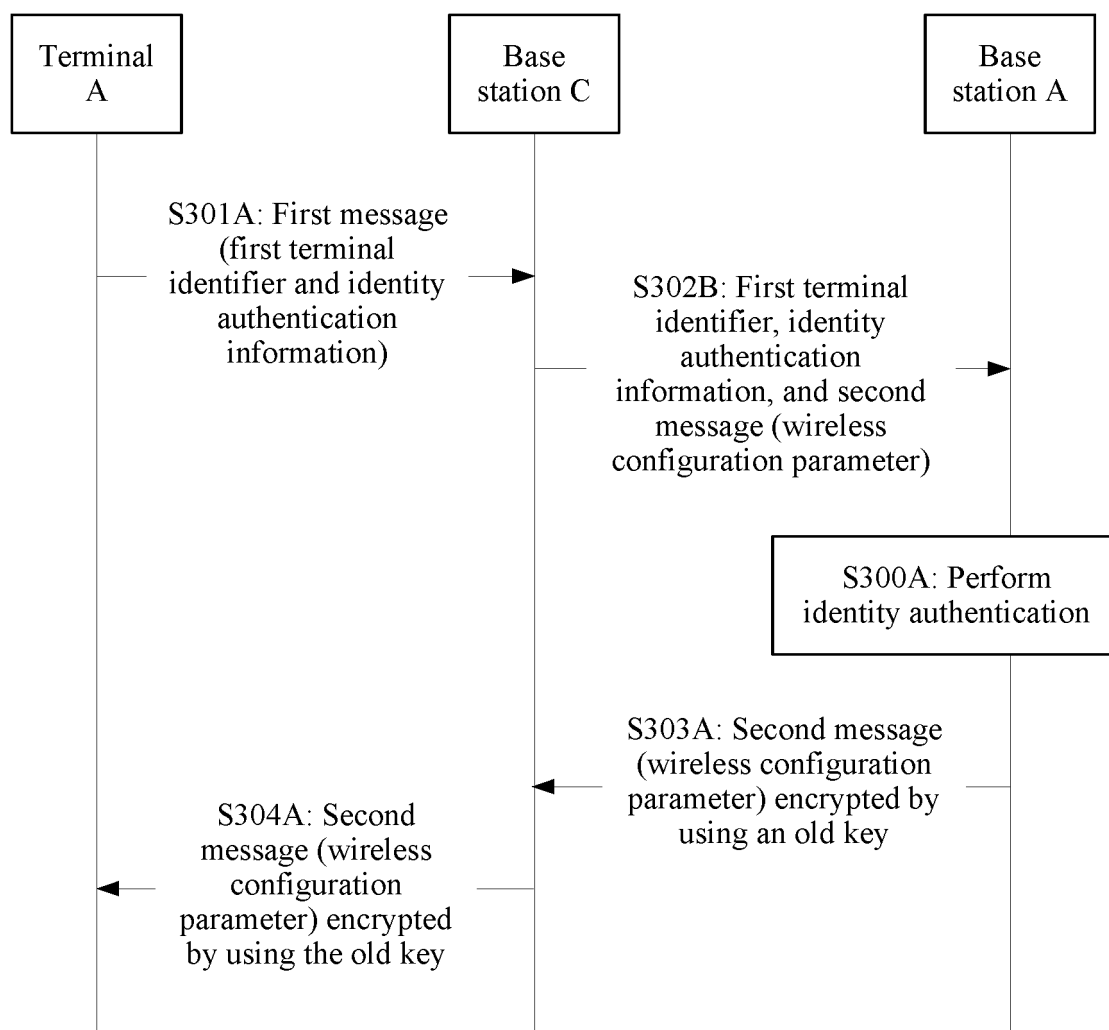 Terminal
A
Base
station C
Base
station A
S301A: First message
(first terminal
identifier and identity
authentication
information)
S302B: First terminal
identifier, identity
authentication
information, and second
message (wireless
configuration parameter)
S300A: Perform
identity authentication
S303A: Second message
(wireless configuration
parameter) encrypted by
using an old key
S304A: Second
message (wireless
configuration
parameter) encrypted
by using the old key